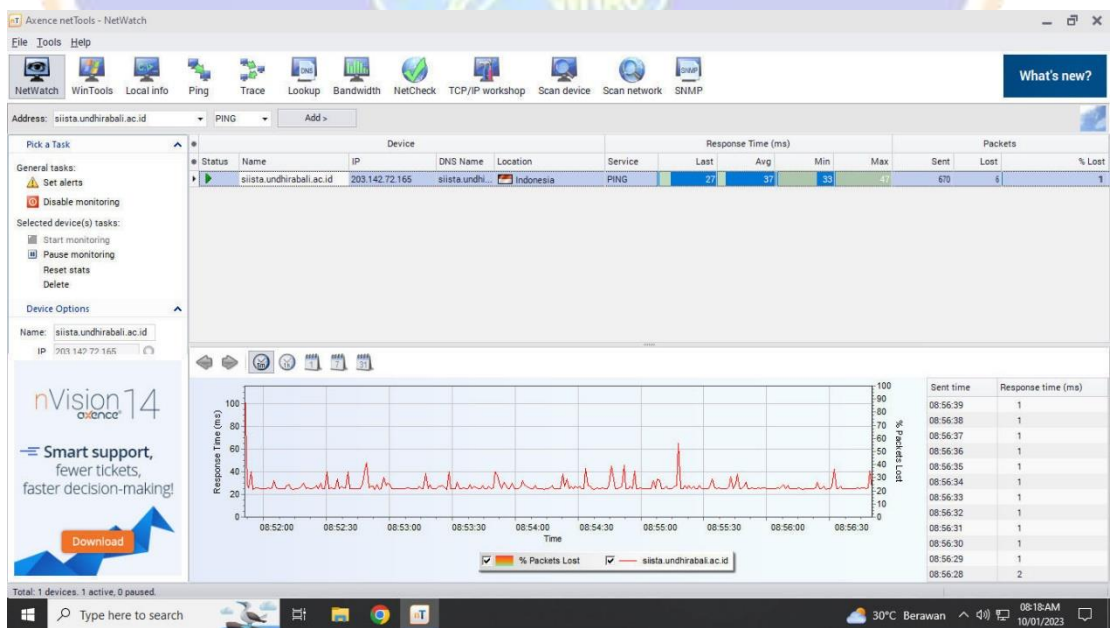 Axence netTools - NetWatch
File Tools Help
NetWatch WinTools Local info Ping Trace Lookup Bandwidth NetCheck TCP/IP workshop Scan device Scan network SNMP
DNS
SNMP
What's new?
Address: siista.undhirabali.ac.id PING Add >
Pick a Task
General tasks:
Set alerts
Disable monitoring
Selected device(s) tasks:
Start monitoring
Pause monitoring
Reset stats
Delete
Device Options
Name: siista.undhirabali.ac.id
IP 203.142.72.165
Device Response Time (ms) Packets
Status Name IP DNS Name Location Service Last Avg Min Max Sent Lost % Lost
siista.undhirabali.ac.id 203.142.72.165 siista.undhi... Indonesia PING 27 37 33 47 670 6 1
nVision 14
axence
Smart support,
fewer tickets,
faster decision-making!
Download
5m 1h 1 7 31
Response Time (ms)
100
80
60
40
20
0
08:52:00 08:52:30 08:53:00 08:53:30 08:54:00 08:54:30 08:55:00 08:55:30 08:56:00 08:56:30
Time
100
90
80
70
60
50
40
30
20
10
0
% Packets Lost
% Packets Lost siista.undhirabali.ac.id
Sent time Response time (ms)
08:56:39 1
08:56:38 1
08:56:37 1
08:56:36 1
08:56:35 1
08:56:34 1
08:56:33 1
08:56:32 1
08:56:31 1
08:56:30 1
08:56:29 1
08:56:28 2
Total: 1 devices. 1 active, 0 paused.
Type here to search
nT
30°C Berawan
08:18:AM
10/01/2023